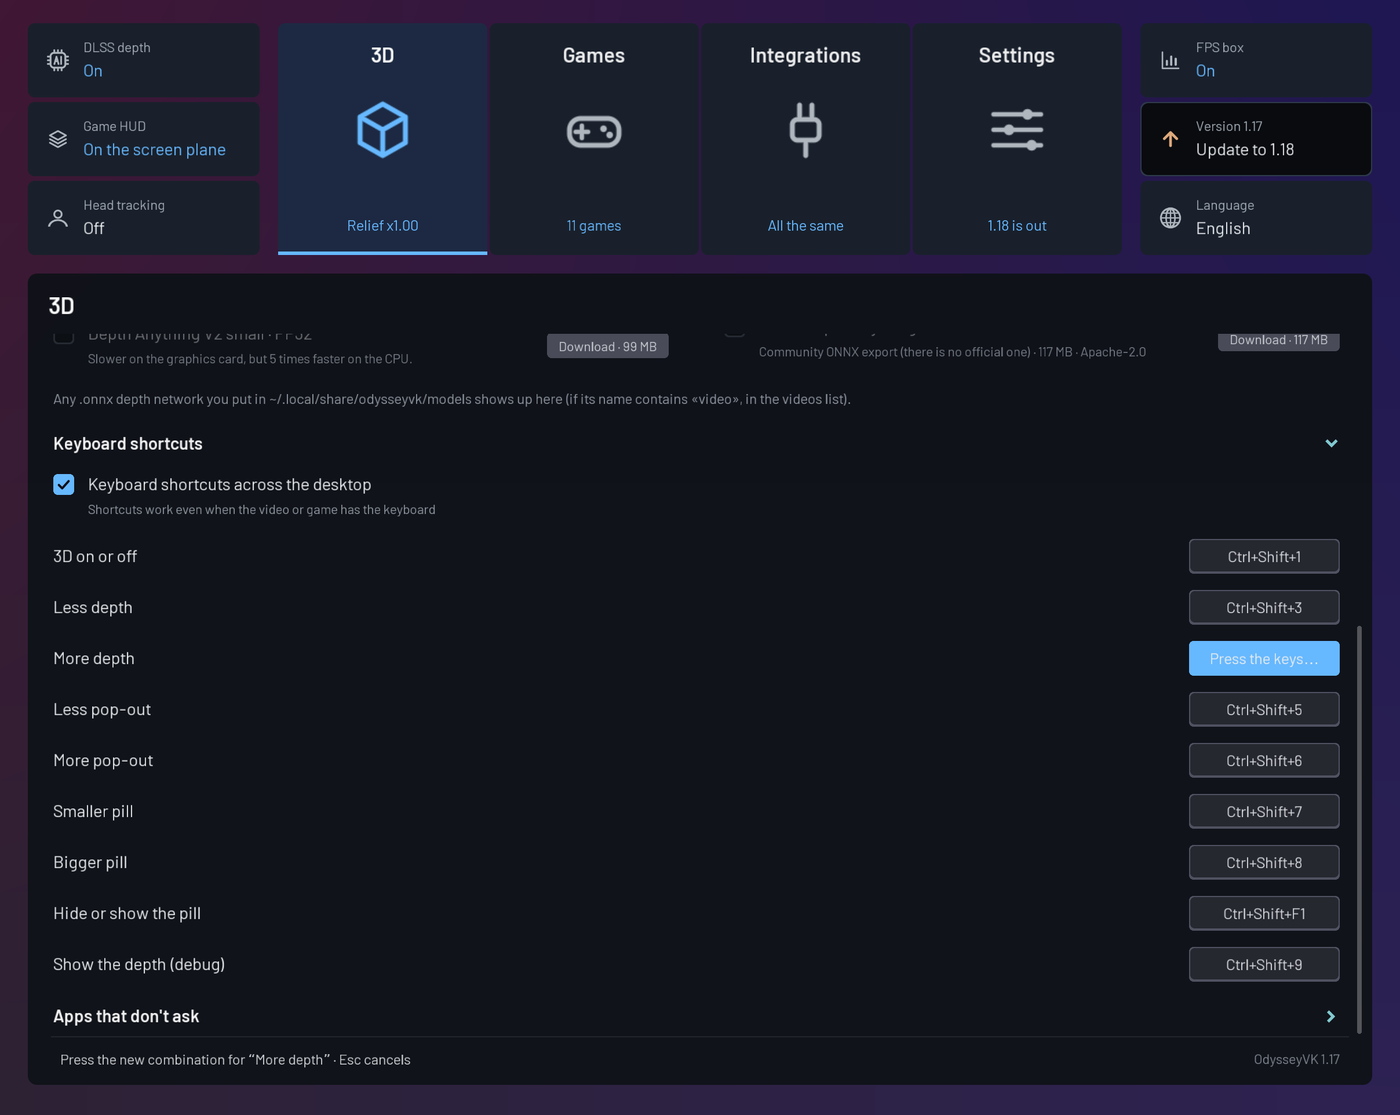 DLSS depth
On
Game HUD
On the screen plane
Head tracking
Off
3D
Relief x1.00
Games
11 games
Integrations
All the same
Settings
1.18 is out
FPS box
On
Version 1.17
Update to 1.18
Language
English
3D
Depth Anything V2 small · FP32
Download · 99 MB
Slower on the graphics card, but 5 times faster on the CPU.
Download · 117 MB
Community ONNX export (there is no official one) · 117 MB · Apache-2.0
Any .onnx depth network you put in ~/.local/share/odysseyvk/models shows up here (if its name contains «video», in the videos list).
Keyboard shortcuts
Keyboard shortcuts across the desktop
Shortcuts work even when the video or game has the keyboard
3D on or off
Ctrl+Shift+1
Less depth
Ctrl+Shift+3
More depth
Press the keys...
Less pop-out
Ctrl+Shift+5
More pop-out
Ctrl+Shift+6
Smaller pill
Ctrl+Shift+7
Bigger pill
Ctrl+Shift+8
Hide or show the pill
Ctrl+Shift+F1
Show the depth (debug)
Ctrl+Shift+9
Apps that don't ask
Press the new combination for “More depth” · Esc cancels
OdysseyVK 1.17